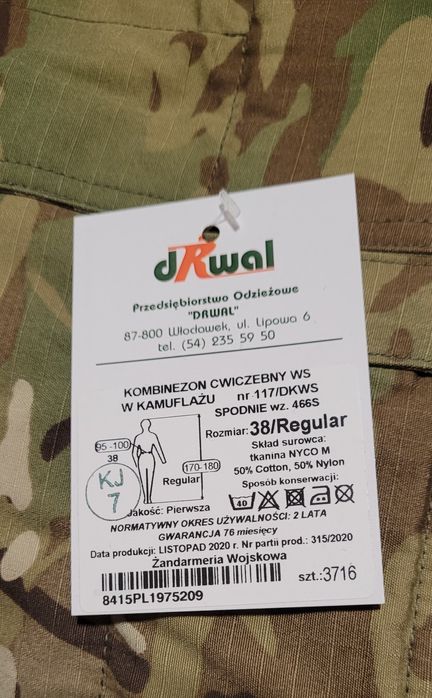 dRwal
Przedsiębiorstwo Odzieżowe
"DRWAL"
87-800 Włocławek, ul. Lipowa 6
tel. (54) 235 59 50
KOMBINEZON CWICZEBNY WS
W KAMUFLAŻU nr 117/DKWS
SPODNIE wz. 466S
Rozmiar: 38/Regular
Skład surowca:
tkanina NYCO M
50% Cotton, 50% Nylon
Sposób konserwacji:
95 -100
38
170-180
Regular
KJ
7
40
Jakość: Pierwsza
NORMATYWNY OKRES UŻYWALNOŚCI: 2 LATA
GWARANCJA 76 miesięcy
Data produkcji: LISTOPAD 2020 r. Nr partii prod.: 315/2020
Żandarmeria Wojskowa
szt.:3716
8415PL1975209